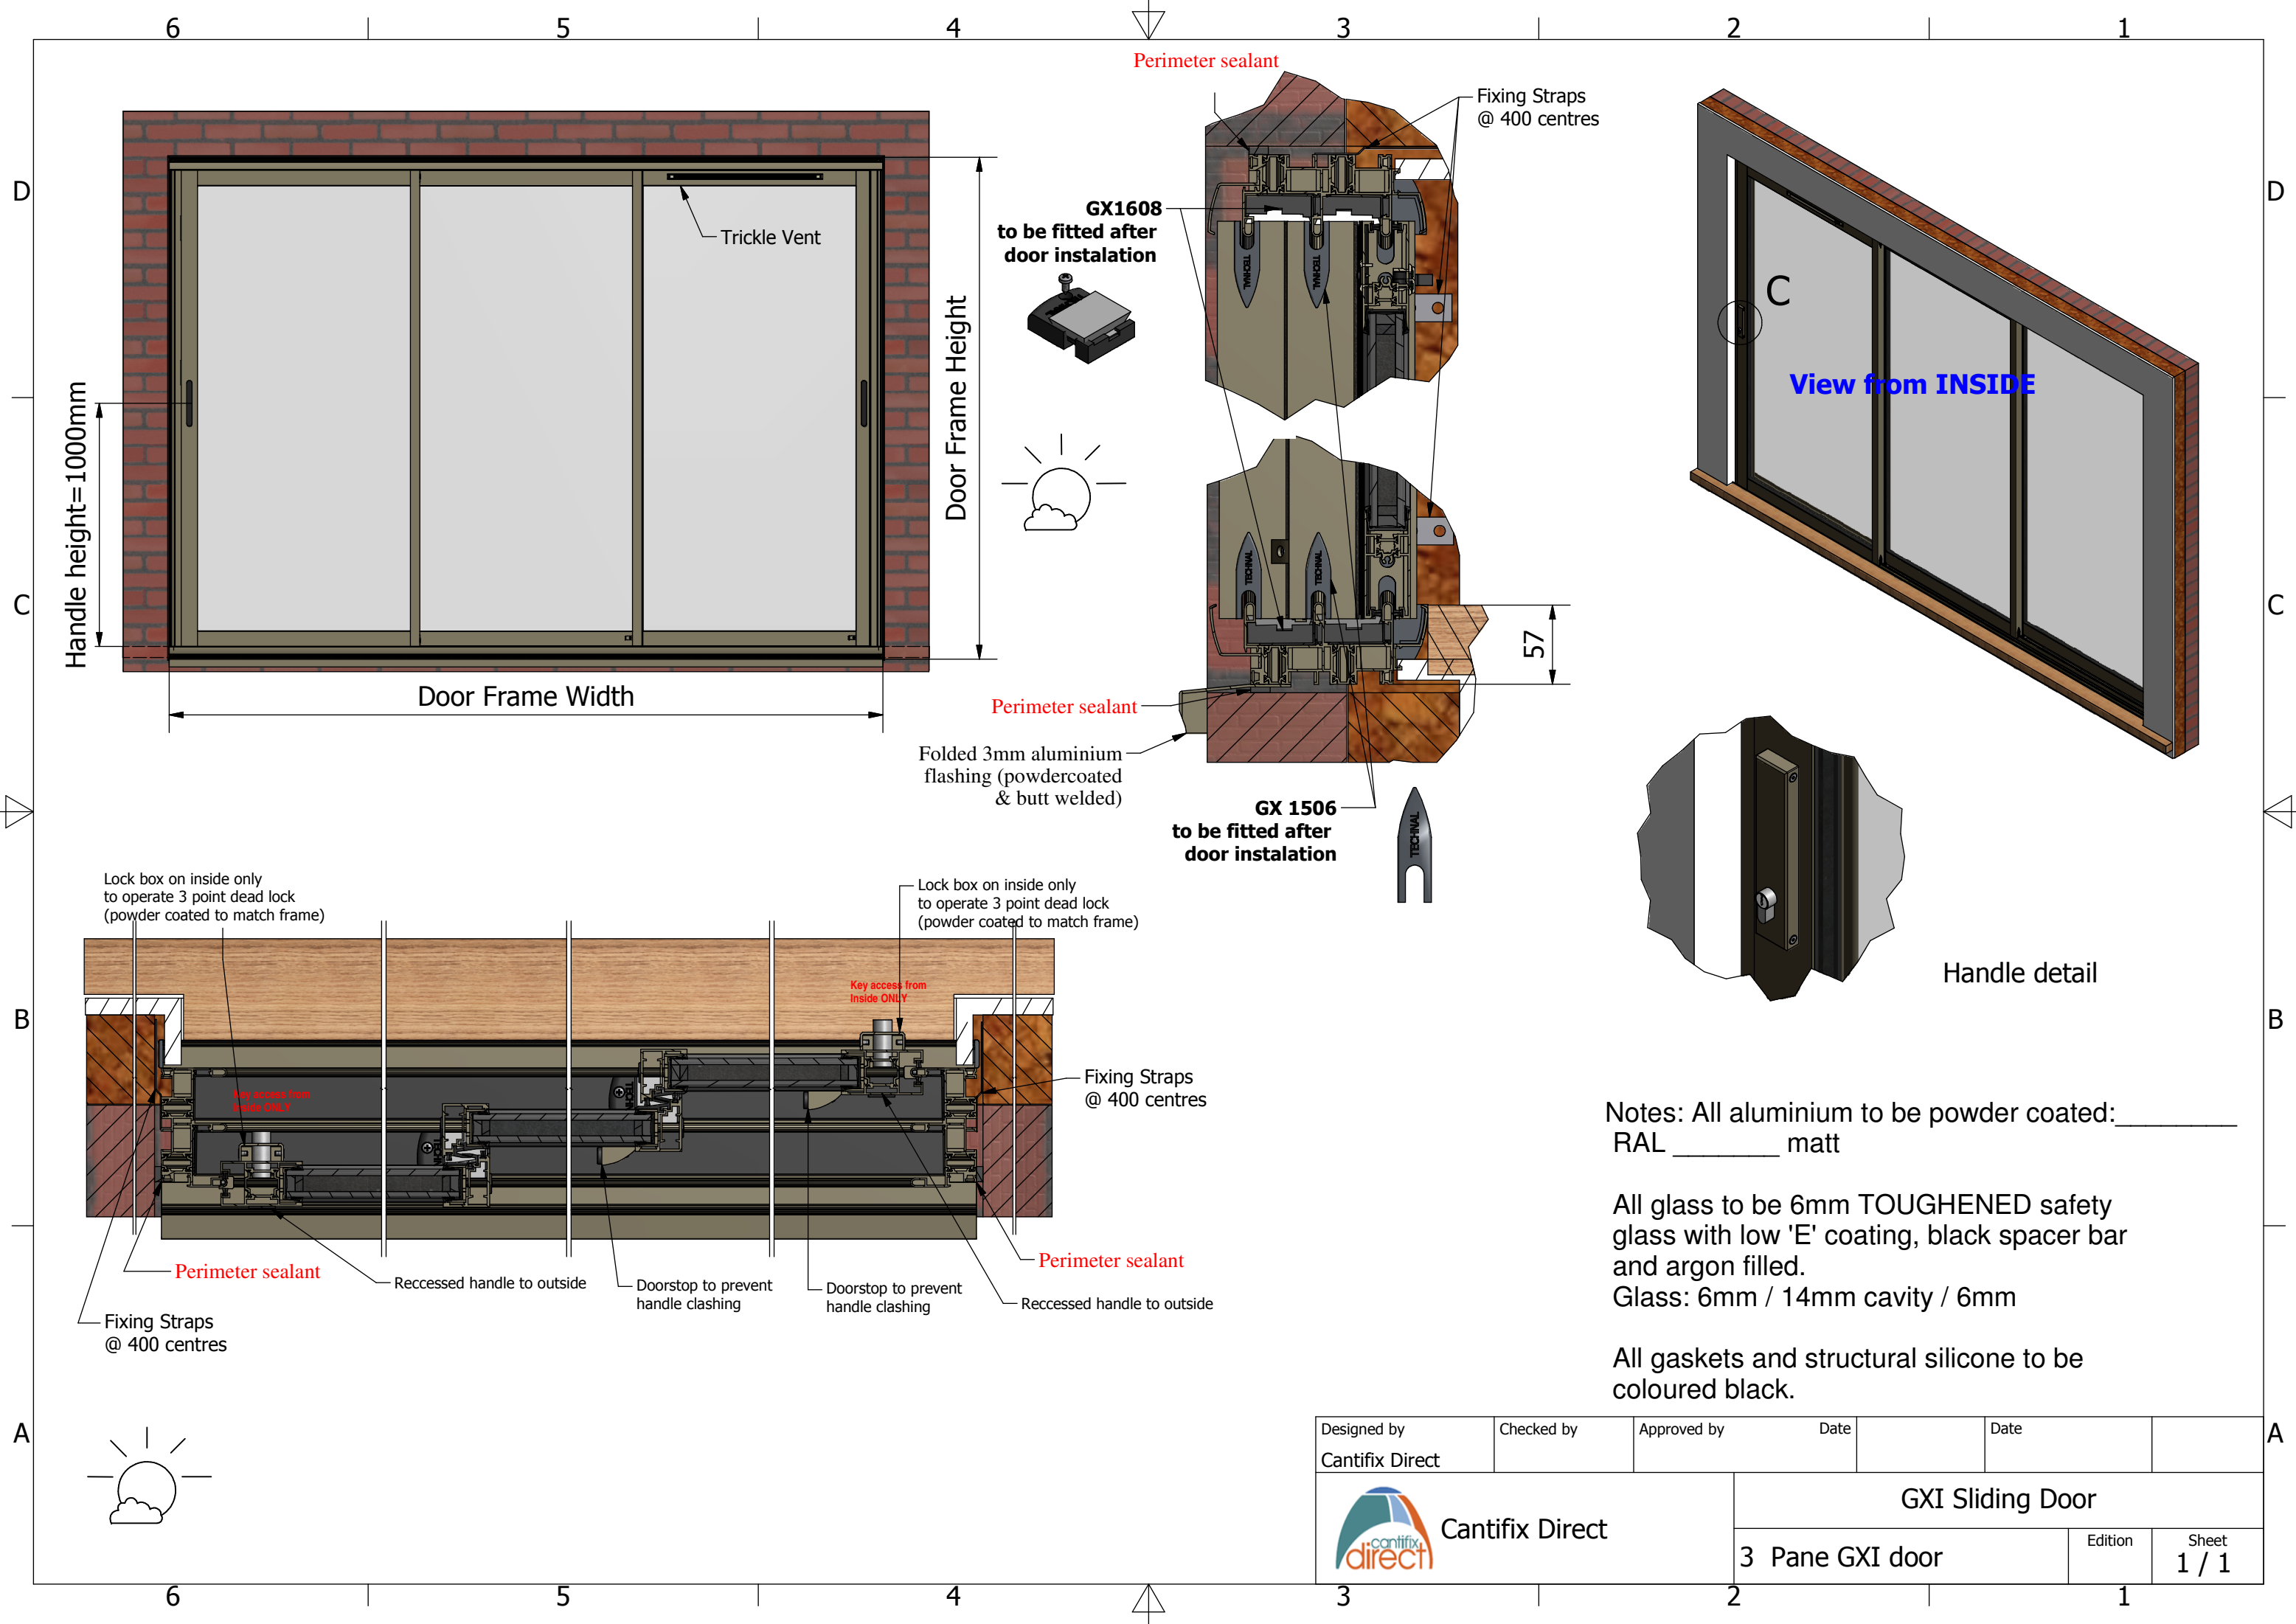 6 5 4 3 2 1
D
D
C
C
B
B
A
A
Perimeter sealant
Fixing Straps
@ 400 centres
GX1608
to be fitted after
door instalation
TECHNAL
TECHNAL
Trickle Vent
Handle height=1000mm
Door Frame Height
Door Frame Width
C
View from INSIDE
TECHNAL
TECHNAL
57
Perimeter sealant
Folded 3mm aluminium
flashing (powdercoated
& butt welded)
GX 1506
to be fitted after
door instalation
TECHNAL
Handle detail
Lock box on inside only
to operate 3 point dead lock
(powder coated to match frame)
Lock box on inside only
to operate 3 point dead lock
(powder coated to match frame)
Key access from
Inside ONLY
Key access from
Inside ONLY
Fixing Straps
@ 400 centres
Perimeter sealant
Reccessed handle to outside
Doorstop to prevent
handle clashing
Doorstop to prevent
handle clashing
Perimeter sealant
Reccessed handle to outside
Fixing Straps
@ 400 centres
Notes: All aluminium to be powder coated:________
RAL _______ matt
All glass to be 6mm TOUGHENED safety
glass with low 'E' coating, black spacer bar
and argon filled.
Glass: 6mm / 14mm cavity / 6mm
All gaskets and structural silicone to be
coloured black.
Designed by
Cantifix Direct
Checked by
Approved by
Date
Date
cantifix
direct
Cantifix Direct
GXI Sliding Door
3 Pane GXI door
Edition
Sheet
1 / 1
6 5 4 3 2 1